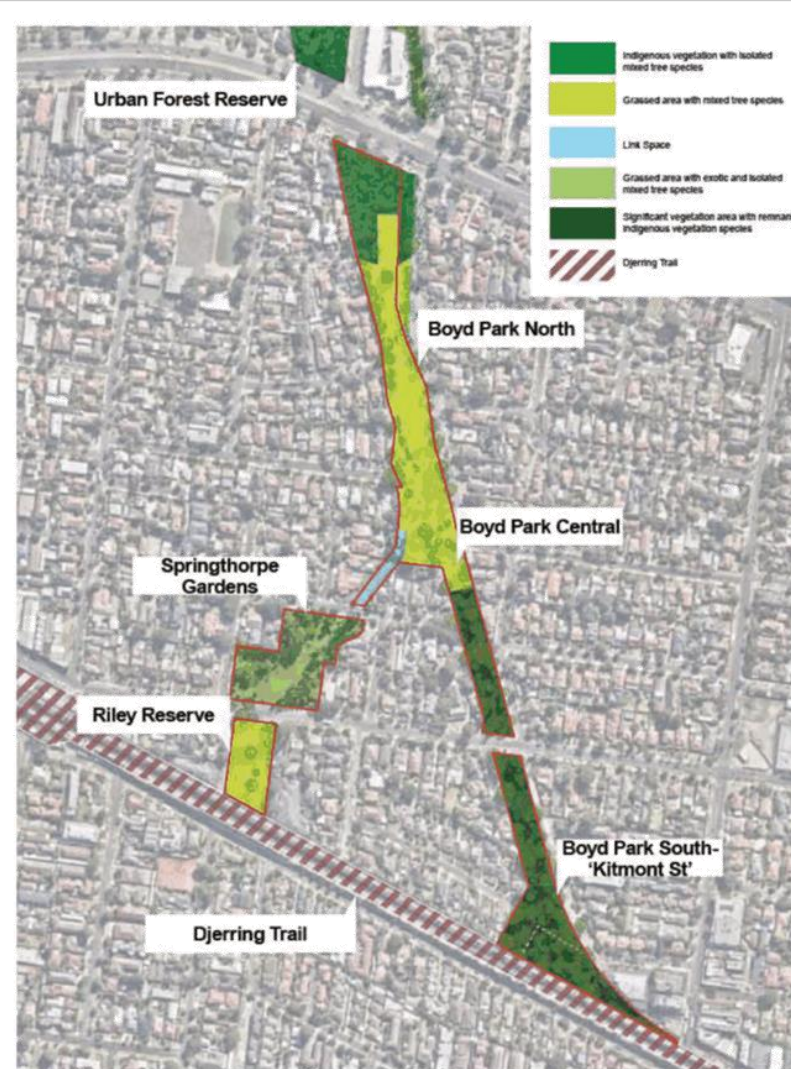 Urban Forest Reserve
Indigenous vegetation with isolated
mixed tree species
Grassed area with mixed tree species
Link Space
Grassed area with exotic and isolated
mixed tree species
Significant vegetation area with remnan
indigenous vegetation species
Djerring Trail
Boyd Park North
Boyd Park Central
Springthorpe
Gardens
Riley Reserve
Boyd Park South-
‘Kitmont St’
Djerring Trail